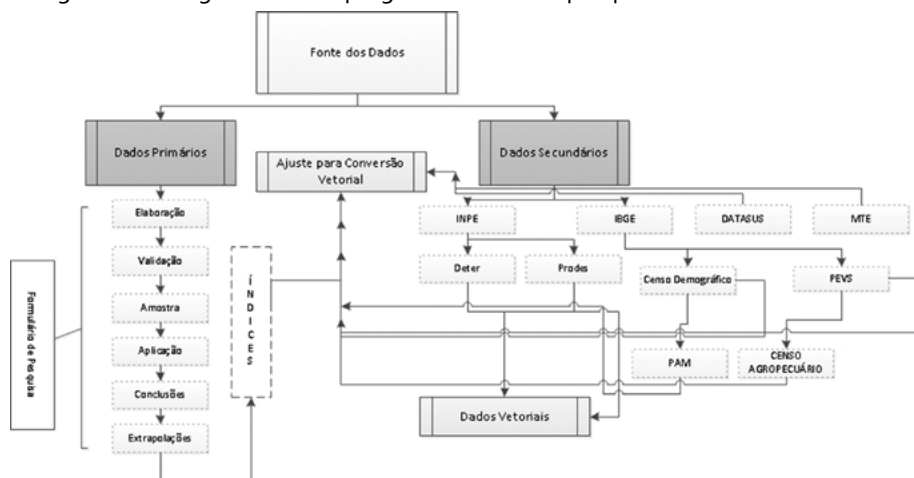 Fonte dos Dados
Dados Primários
Dados Secundários
Ajuste para Conversão
Vetorial
Elaboração
Validação
Amostra
Aplicação
Conclusões
Extrapolações
Formulário de Pesquisa
ÍNDICES
INPE
IBGE
DATASUS
MTE
Deter
Prodes
Censo Demográfico
PEVS
PAM
CENSO
AGROPECUÁRIO
Dados Vetoriais